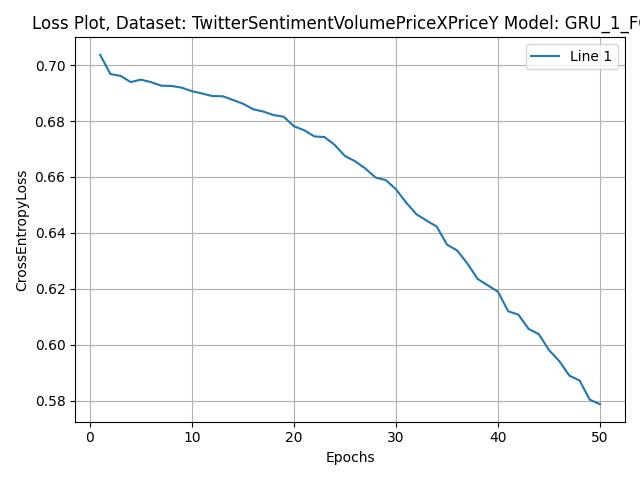 Loss Plot, Dataset: TwitterSentimentVolumePriceXPriceY Model: GRU_1_F
Line 1
CrossEntropyLoss
0.70
0.68
0.66
0.64
0.62
0.60
0.58
0 10 20 30 40 50
Epochs